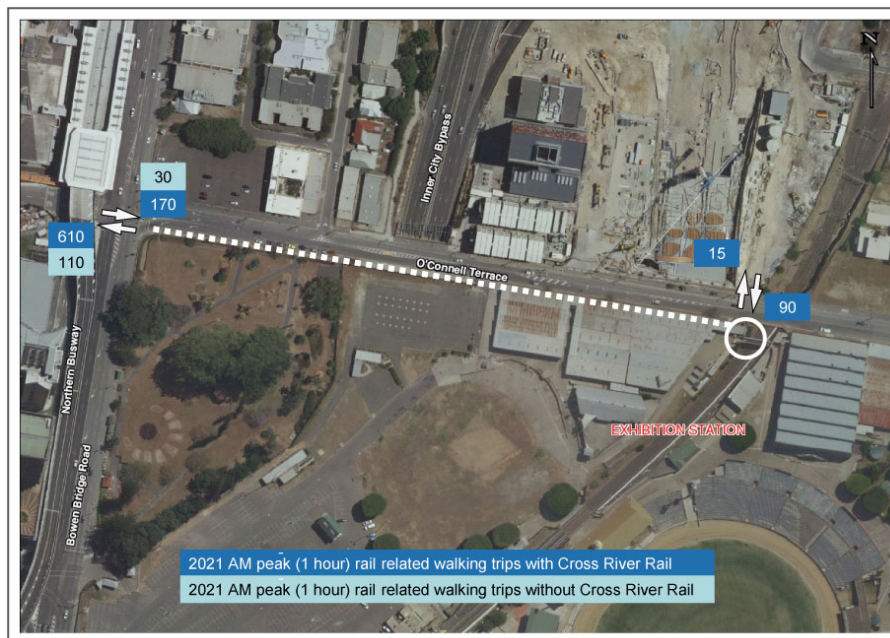 N
30
170
610
110
Inner City Bypass
O'Connell Terrace
15
90
Northern Busway
Bowen Bridge Road
EXHIBITION STATION
2021 AM peak (1 hour) rail related walking trips with Cross River Rail
2021 AM peak (1 hour) rail related walking trips without Cross River Rail